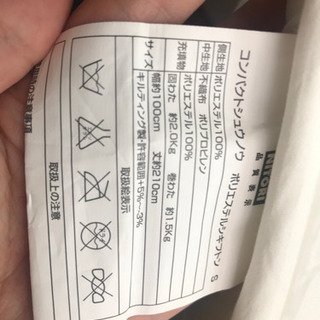 NITORI
品質表示
コンパクトシュウノウ ポリエステルシキフトン S
側生地 ポリエステル100%
中生地 不織布 ポリプロピレン
充填物 ポリエステル100%
固わた 約2.0Kg 巻わた 約1.5Kg
サイズ 幅約100cm 丈約210cm
キルティング製・許容範囲+5%〜-3%
取扱絵表示
取扱上の注意